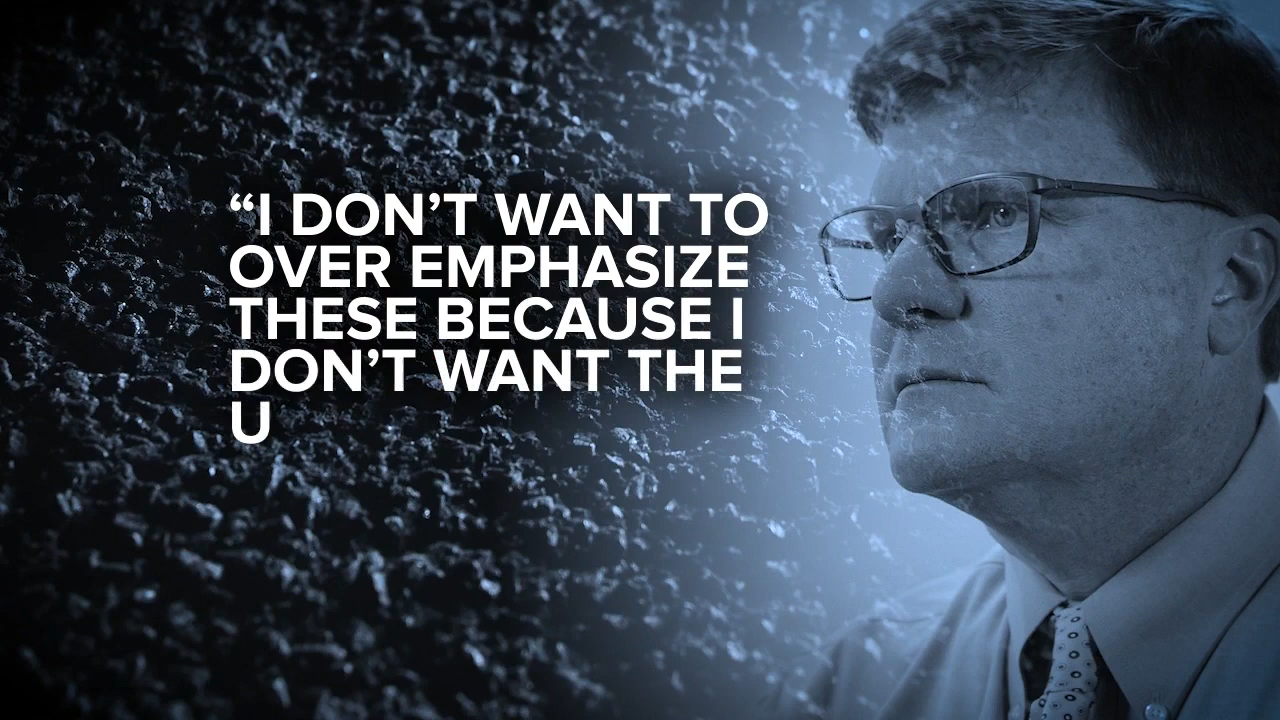 “I DON’T WANT TO
OVER EMPHASIZE
THESE BECAUSE I
DON’T WANT THE
U